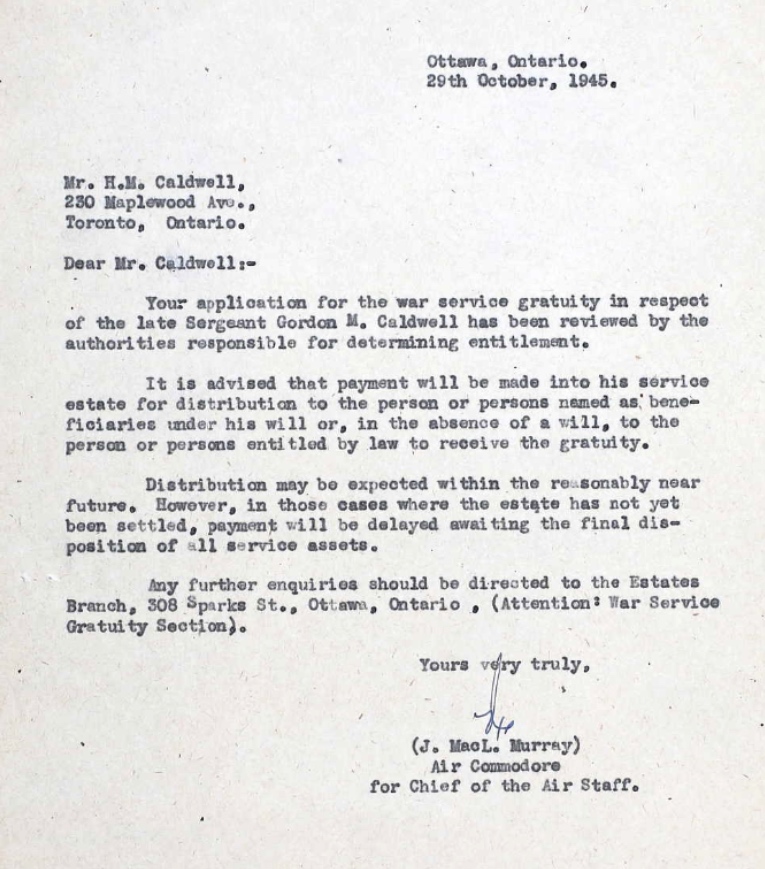 Ottawa, Ontario.
29th October, 1945.
Mr. H.M. Caldwell,
230 Maplewood Ave.,
Toronto, Ontario.
Dear Mr. Caldwell:-
Your application for the war service gratuity in respect
of the late Sergeant Gordon M. Caldwell has been reviewed by the
authorities responsible for determining entitlement.
It is advised that payment will be made into his service
estate for distribution to the person or persons named as bene-
ficiaries under his will or, in the absence of a will, to the
person or persons entitled by law to receive the gratuity.
Distribution may be expected within the reasonably near
future. However, in those cases where the estate has not yet
been settled, payment will be delayed awaiting the final dis-
position of all service assets.
Any further enquiries should be directed to the Estates
Branch, 308 Sparks St., Ottawa, Ontario , (Attention: War Service
Gratuity Section).
Yours very truly,
(J. MacL. Murray)
Air Commodore
for Chief of the Air Staff.